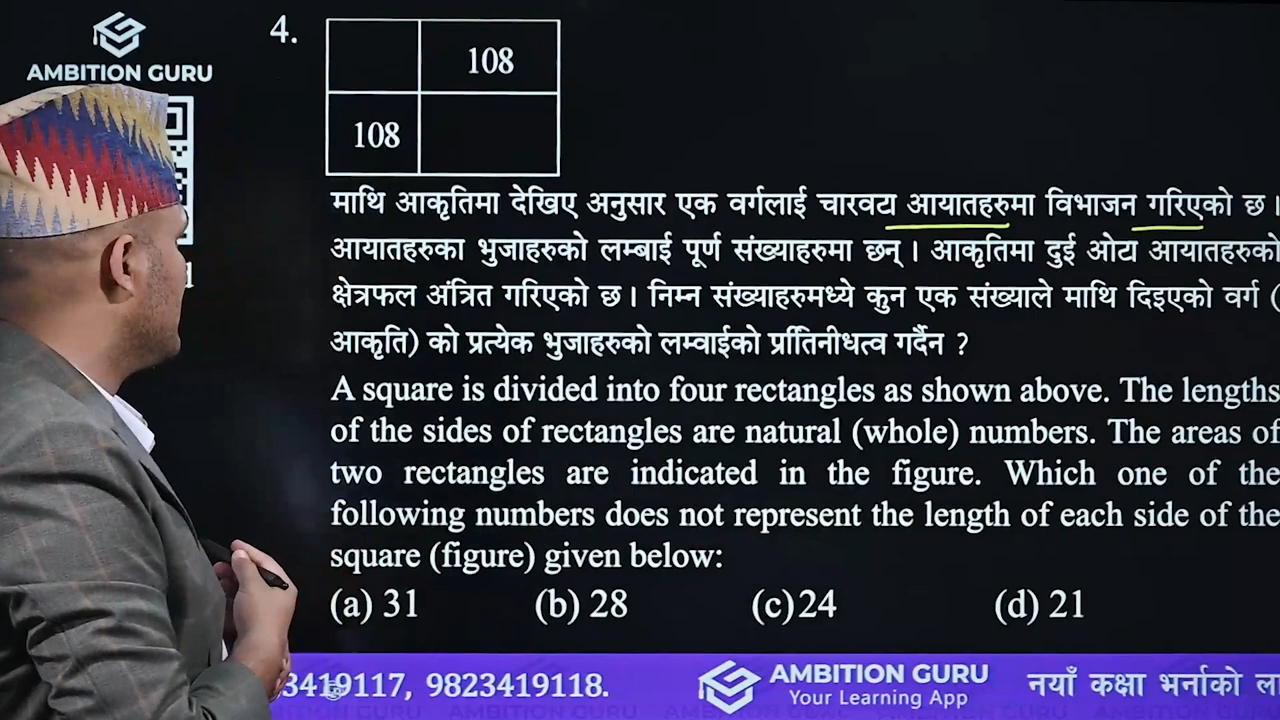 AMBITION GURU
4.
108
108
माथि आकृतिमा देखिए अनुसार एक वर्गलाई चारवटा आयातहरुमा विभाजन गरिएको छ ।
आयातहरुका भुजाहरुको लम्बाई पूर्ण संख्याहरुमा छन् । आकृतिमा दुई ओटा आयातहरुको
क्षेत्रफल अंत्रित गरिएको छ । निम्न संख्याहरुमध्ये कुन एक संख्याले माथि दिइएको वर्ग (
आकृति) को प्रत्येक भुजाहरुको लम्वाईको प्रतिनीधत्व गर्दैन ?
A square is divided into four rectangles as shown above. The lengths
of the sides of rectangles are natural (whole) numbers. The areas of
two rectangles are indicated in the figure. Which one of the
following numbers does not represent the length of each side of the
square (figure) given below:
(a) 31 (b) 28 (c) 24 (d) 21
3419117, 9823419118. AMBITION GURU नयाँ कक्षा भर्नाको
Your Learning App